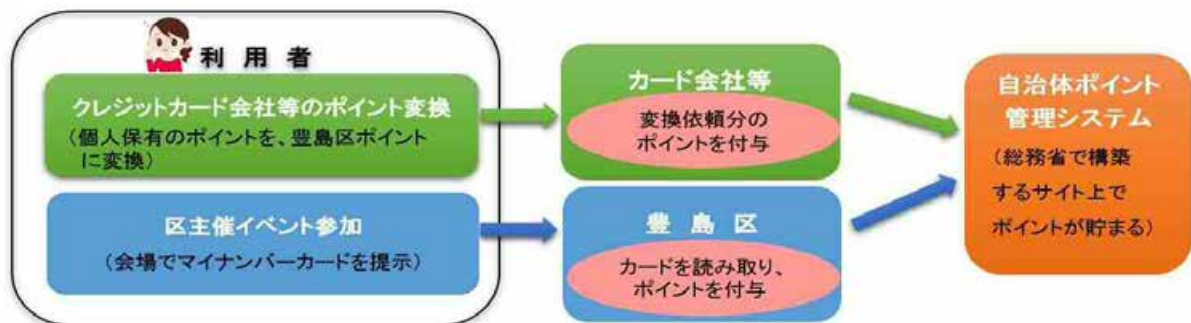 利用者
クレジットカード会社等のポイント変換
(個人保有のポイントを、豊島区ポイント
に変換)
区主催イベント参加
(会場でマイナンバーカードを提示)
カード会社等
変換依頼分の
ポイントを付与
豊島区
カードを読み取り、
ポイントを付与
自治体ポイント
管理システム
(総務省で構築
するサイト上で
ポイントが貯まる)